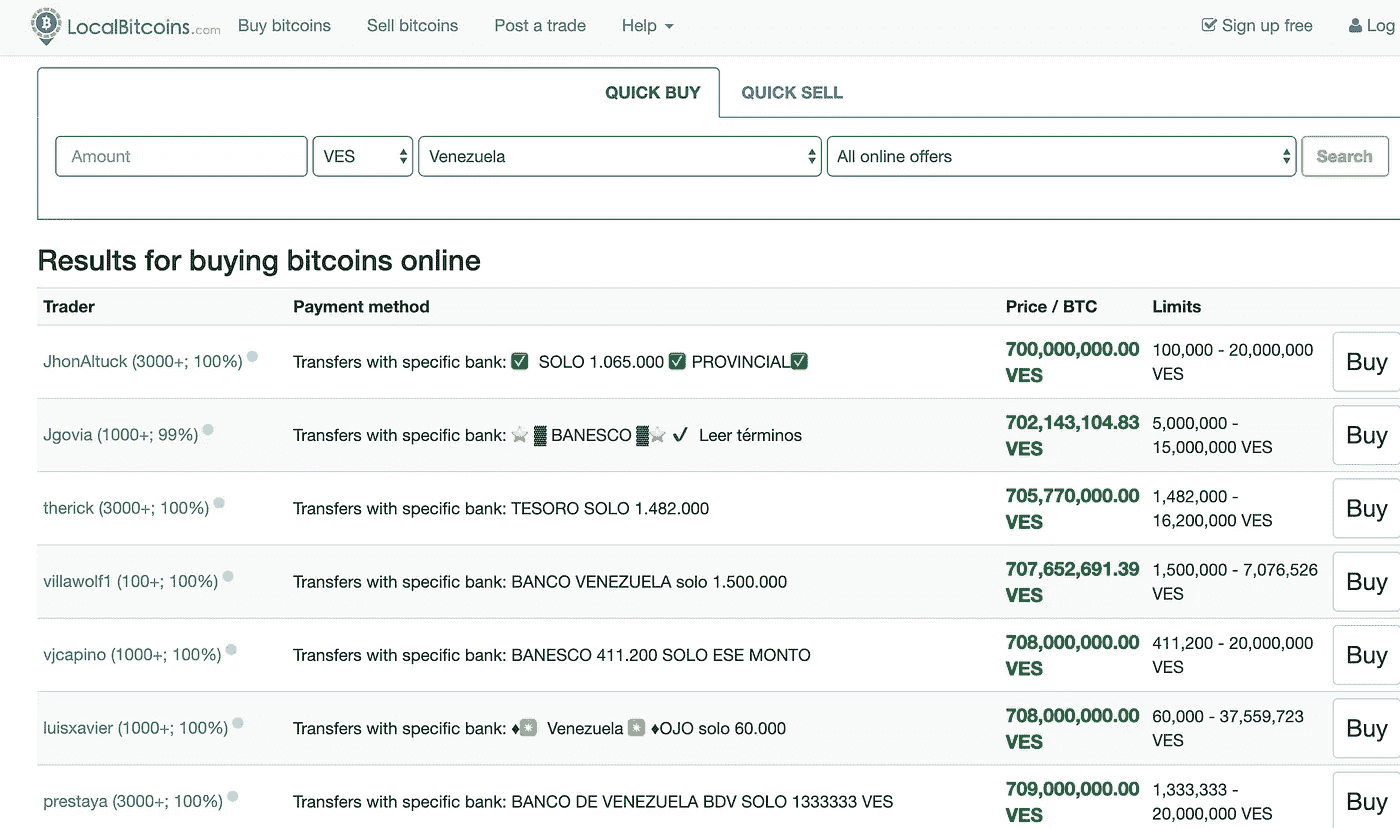 LocalBitcoins.com Buy bitcoins Sell bitcoins Post a trade Help Sign up free Log
QUICK BUY QUICK SELL
Amount VES Venezuela All online offers Search
Results for buying bitcoins online
Trader Payment method Price / BTC Limits
JhonAltuck (3000+; 100%) Transfers with specific bank: ✅ SOLO 1.065.000 ✅ PROVINCIAL✅ 700,000,000.00 100,000 - 20,000,000 Buy
VES VES
Jgovia (1000+; 99%) Transfers with specific bank: ⭐ ▓ BANESCO ▓⭐ ✔ Leer términos 702,143,104.83 5,000,000 - Buy
VES 15,000,000 VES
therick (3000+; 100%) Transfers with specific bank: TESORO SOLO 1.482.000 705,770,000.00 1,482,000 - Buy
VES 16,200,000 VES
villawolf1 (100+; 100%) Transfers with specific bank: BANCO VENEZUELA solo 1.500.000 707,652,691.39 1,500,000 - 7,076,526 Buy
VES VES
vjcapino (1000+; 100%) Transfers with specific bank: BANESCO 411.200 SOLO ESE MONTO 708,000,000.00 411,200 - 20,000,000 Buy
VES VES
luisxavier (1000+; 100%) Transfers with specific bank: ♦✴ Venezuela ✴ ♦OJO solo 60.000 708,000,000.00 60,000 - 37,559,723 Buy
VES VES
prestaya (3000+; 100%) Transfers with specific bank: BANCO DE VENEZUELA BDV SOLO 1333333 VES 709,000,000.00 1,333,333 - Buy
VES 20,000,000 VES